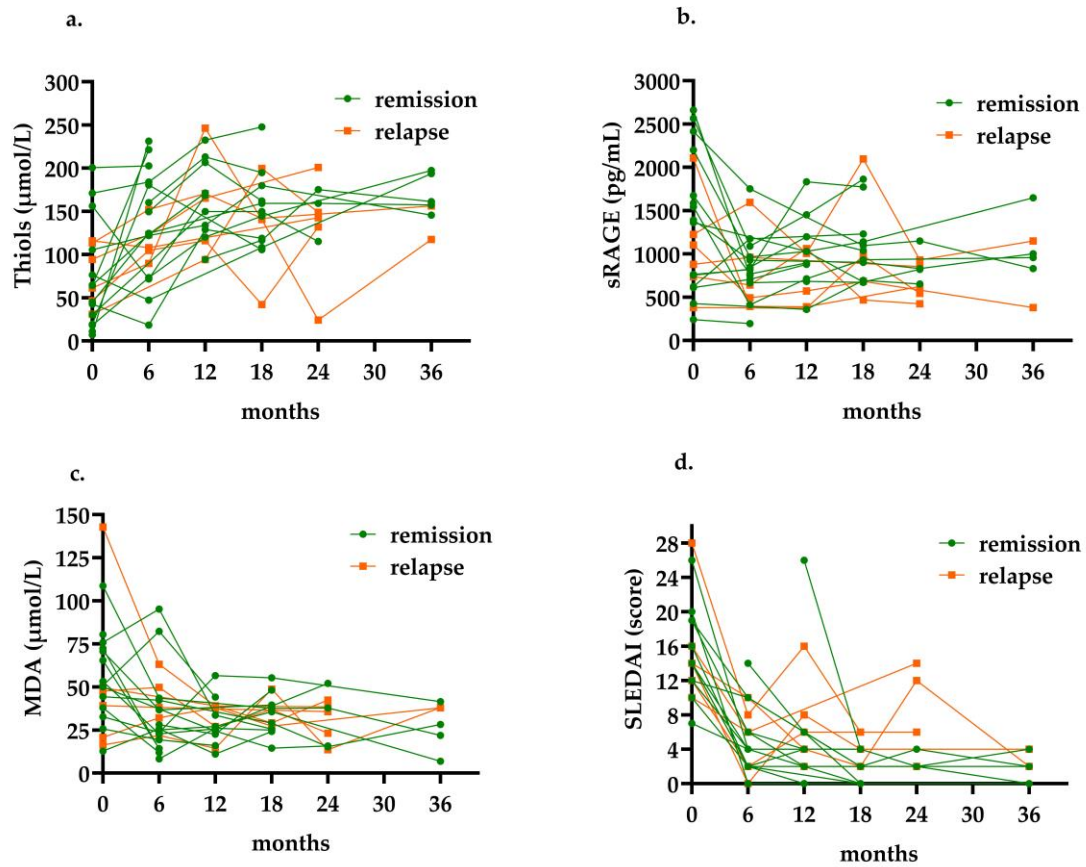 a.
Thiols (μmol/L)
300
250
200
150
100
50
0
0 6 12 18 24 30 36
months
remission
relapse
b.
sRAGE (pg/mL)
3000
2500
2000
1500
1000
500
0
0 6 12 18 24 30 36
months
remission
relapse
c.
MDA (μmol/L)
150
125
100
75
50
25
0
0 6 12 18 24 30 36
months
remission
relapse
d.
SLEDAI (score)
28
24
20
16
12
8
4
0
0 6 12 18 24 30 36
months
remission
relapse